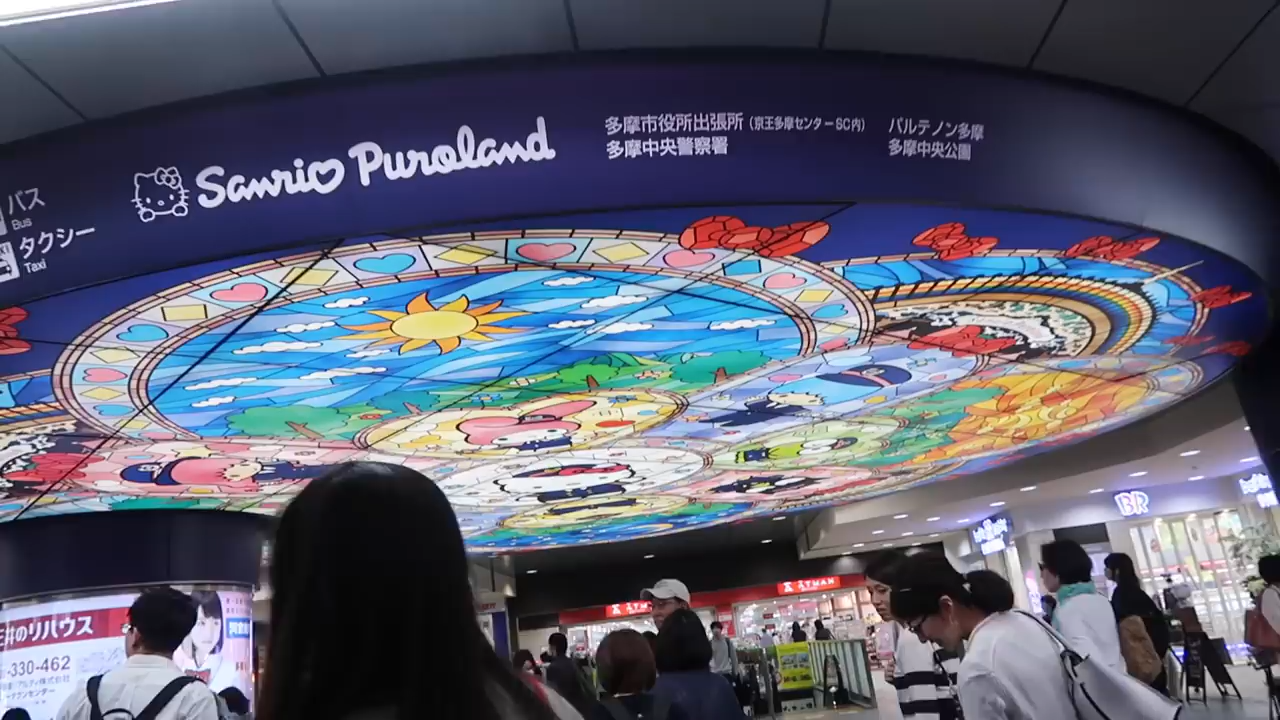 バス
Bus
タクシー
Taxi
Sanrio Puroland
多摩市役所出張所(京王多摩センターSC内)
多摩中央警察署
パルテノン多摩
多摩中央公園
BR
井のリハウス
-330-462